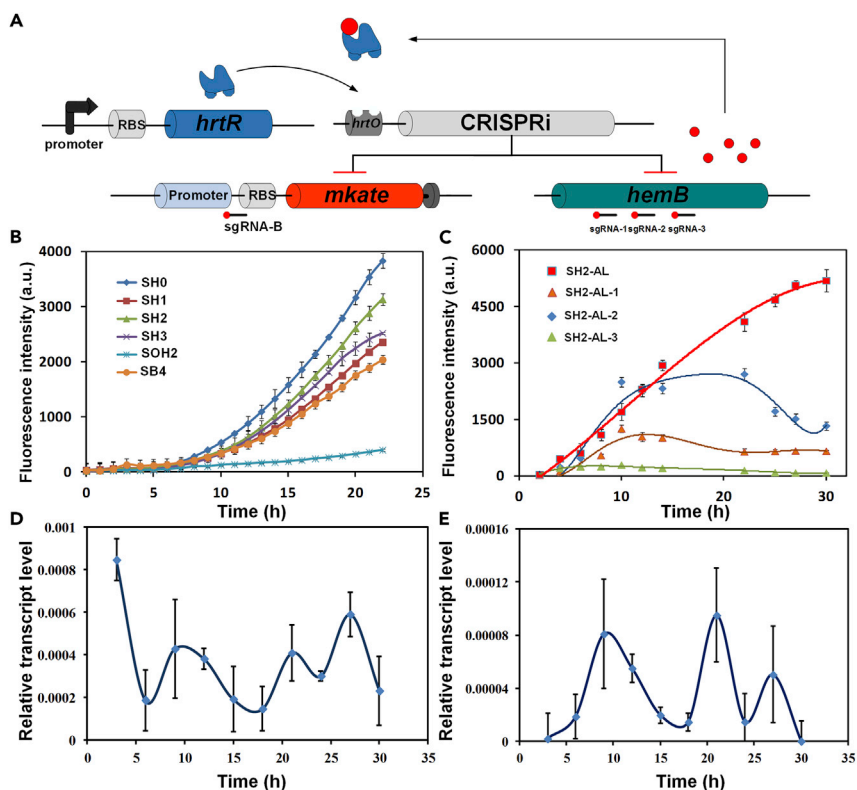 A
promoter
RBS
hrtR
hrtO
CRISPRi
Promoter
RBS
mkate
hemB
sgRNA-B
sgRNA-1
sgRNA-2
sgRNA-3
B
Fluorescence intensity (a.u.)
4000
3000
2000
1000
0
SH0
SH1
SH2
SH3
SOH2
SB4
0
5
10
15
20
25
Time (h)
C
Fluorescence intensity (a.u.)
6000
4500
3000
1500
0
SH2-AL
SH2-AL-1
SH2-AL-2
SH2-AL-3
0
10
20
30
Time (h)
D
Relative transcript level
0.001
0.0008
0.0006
0.0004
0.0002
0
0
5
10
15
20
25
30
35
Time (h)
E
Relative transcript level
0.00016
0.00012
0.00008
0.00004
0
0
5
10
15
20
25
30
35
Time (h)